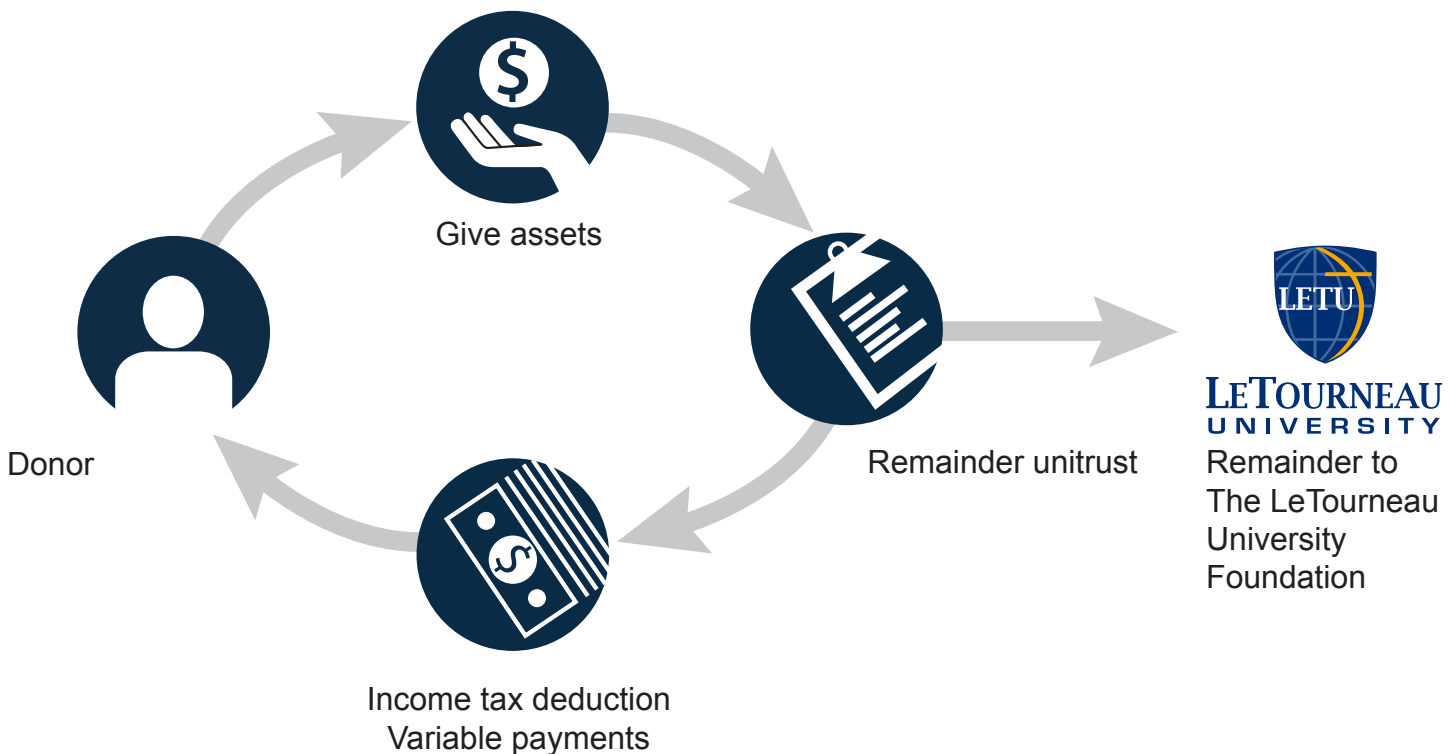 $
Give assets
LETU
LETOURNEAU
UNIVERSITY
Donor
Remainder unitrust
Remainder to
The LeTourneau
University
Foundation
$
Income tax deduction
Variable payments